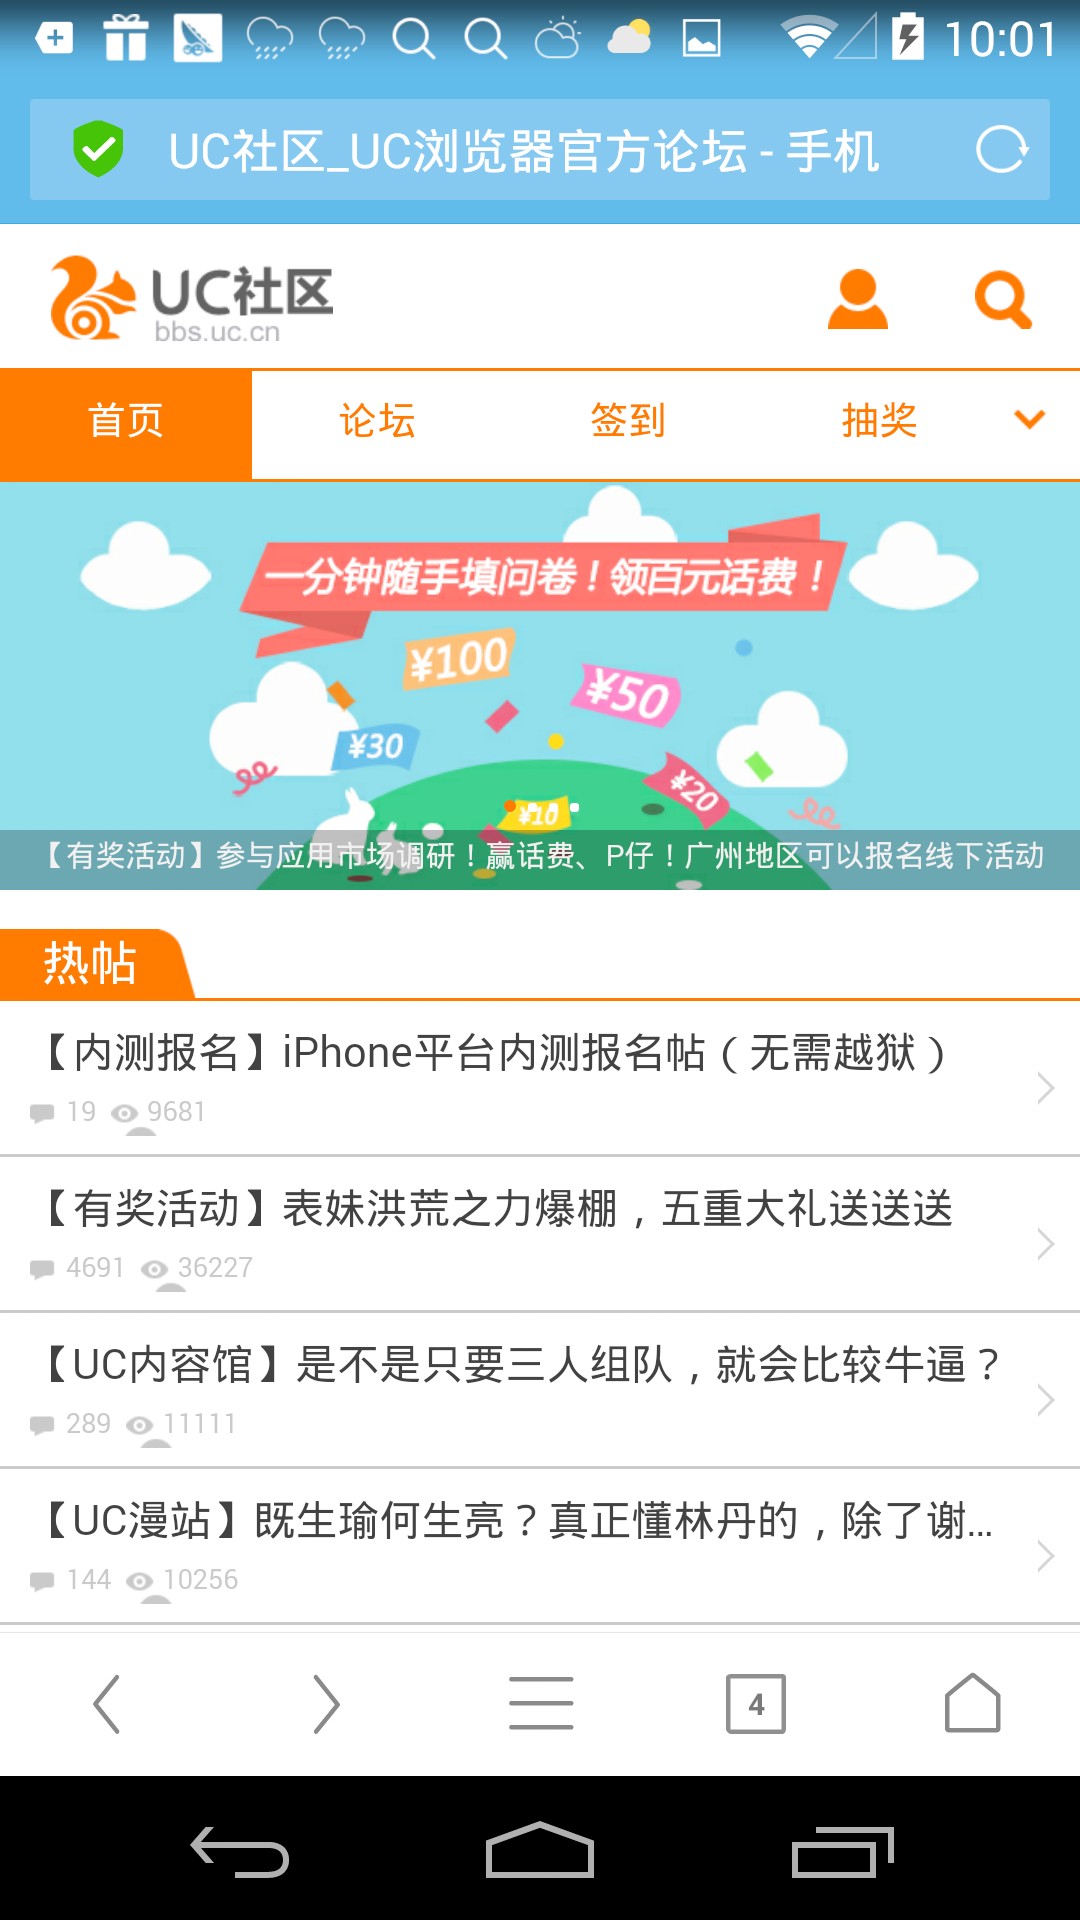 10:01
UC社区_UC浏览器官方论坛 - 手机
UC社区
bbs.uc.cn
首页 论坛 签到 抽奖
一分钟随手填问卷！领百元话费！
¥100
¥50
¥30
¥20
¥10
【有奖活动】参与应用市场调研！赢话费、P仔！广州地区可以报名线下活动
热帖
【内测报名】iPhone平台内测报名帖（无需越狱）
19 9681
【有奖活动】表妹洪荒之力爆棚，五重大礼送送送
4691 36227
【UC内容馆】是不是只要三人组队，就会比较牛逼？
289 11111
【UC漫站】既生瑜何生亮？真正懂林丹的，除了谢...
144 10256
4